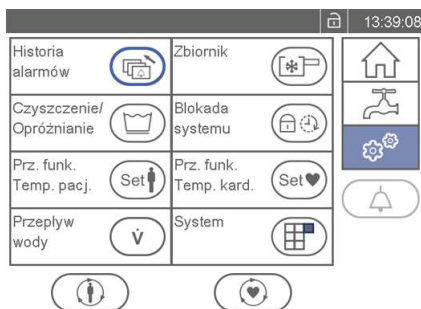 13:39:08
Historia
alarmów
Zbiornik
Czyszczenie/
Opróżnianie
Blokada
systemu
Prz. funk.
Temp. pacj.
Set
Prz. funk.
Temp. kard.
Set
Przepływ
wody
V̇
System